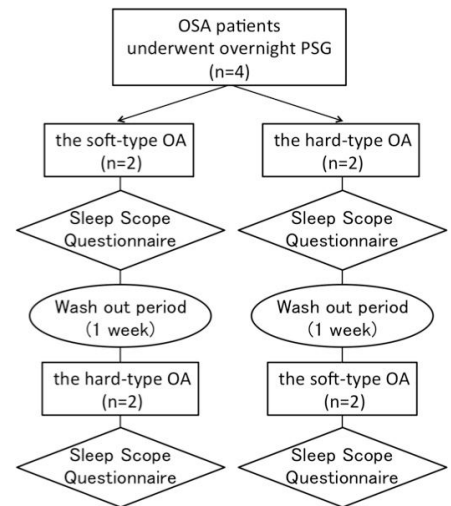 OSA patients
underwent overnight PSG
(n=4)
the soft-type OA
(n=2)
the hard-type OA
(n=2)
Sleep Scope
Questionnaire
Sleep Scope
Questionnaire
Wash out period
(1 week)
Wash out period
(1 week)
the hard-type OA
(n=2)
the soft-type OA
(n=2)
Sleep Scope
Questionnaire
Sleep Scope
Questionnaire